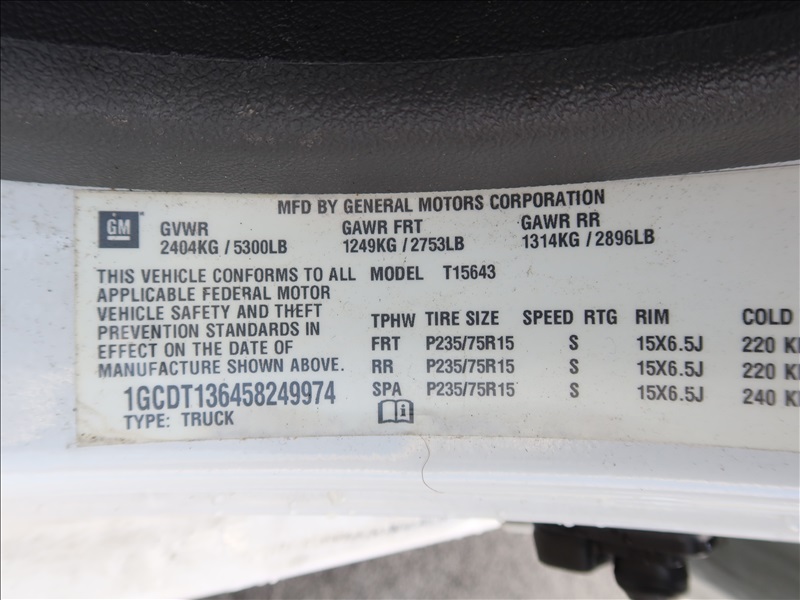 MFD BY GENERAL MOTORS CORPORATION
GM
GVWR GAWR FRT GAWR RR
2404KG / 5300LB 1249KG / 2753LB 1314KG / 2896LB
THIS VEHICLE CONFORMS TO ALL
APPLICABLE FEDERAL MOTOR
VEHICLE SAFETY AND THEFT
PREVENTION STANDARDS IN
EFFECT ON THE DATE OF
MANUFACTURE SHOWN ABOVE.
1GCDT136458249974
TYPE: TRUCK
MODEL T15643
TPHW TIRE SIZE SPEED RTG RIM COLD
FRT P235/75R15 S 15X6.5J 220
RR P235/75R15 S 15X6.5J 220
SPA P235/75R15 S 15X6.5J 240